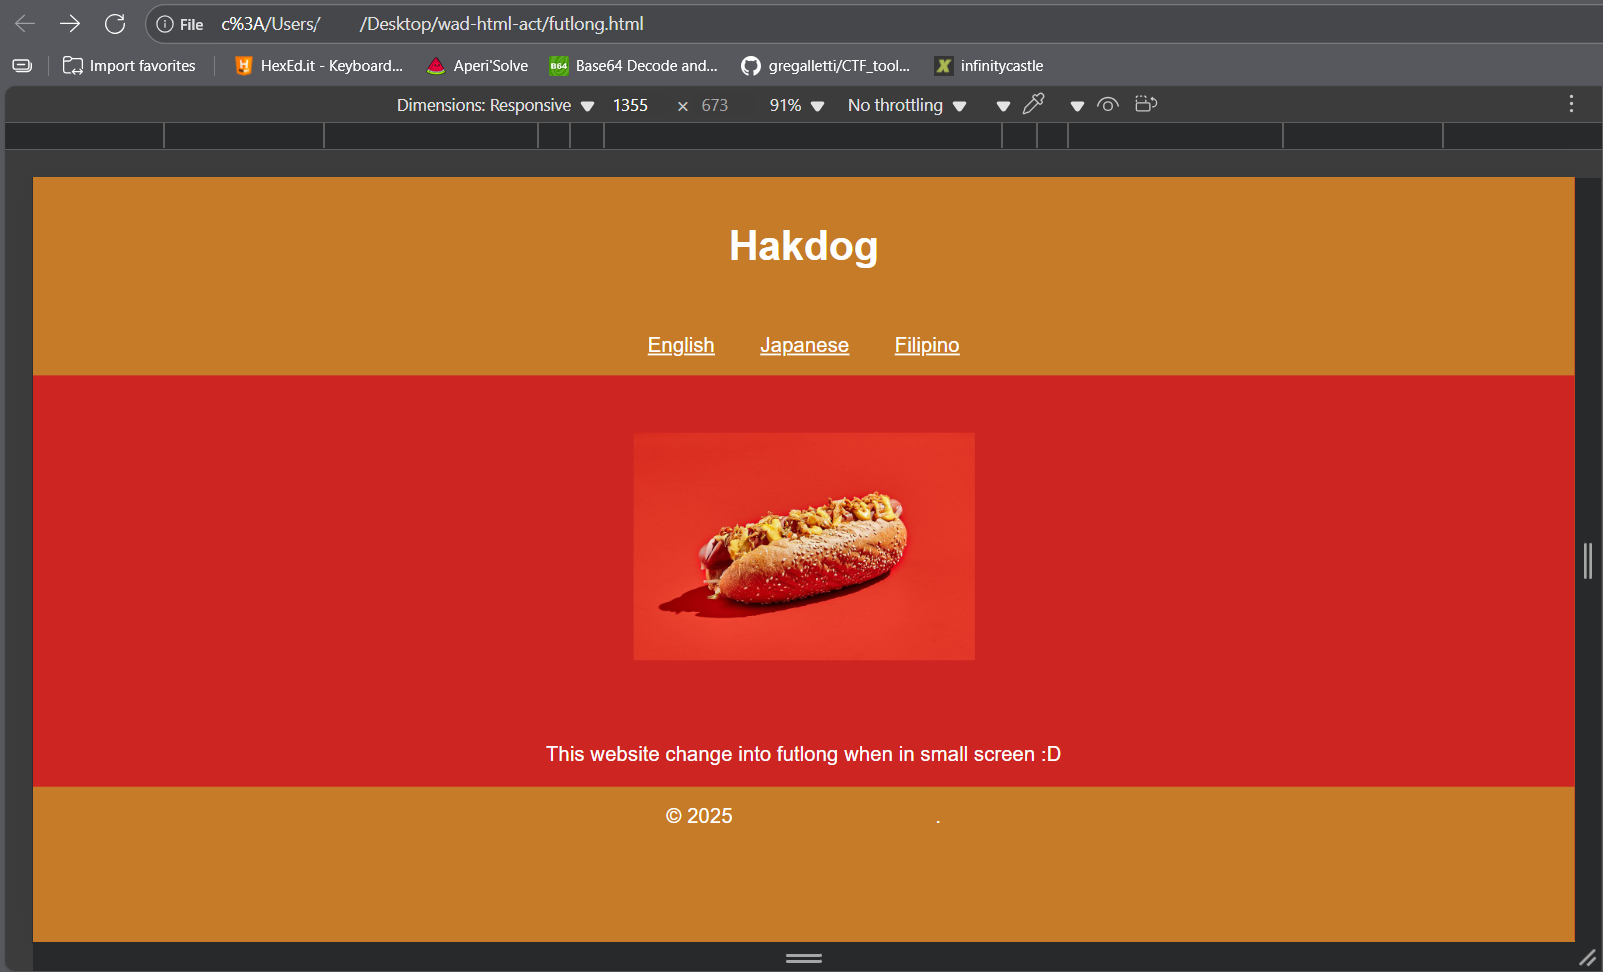 File c%3A/Users/ /Desktop/wad-html-act/futlong.html
Import favorites HexEd.it - Keyboard... Aperi'Solve B64 Base64 Decode and... gregalletti/CTF_tool... infinitycastle
Dimensions: Responsive 1355 × 673 91% No throttling
Hakdog
English Japanese Filipino
This website change into futlong when in small screen :D
© 2025 .